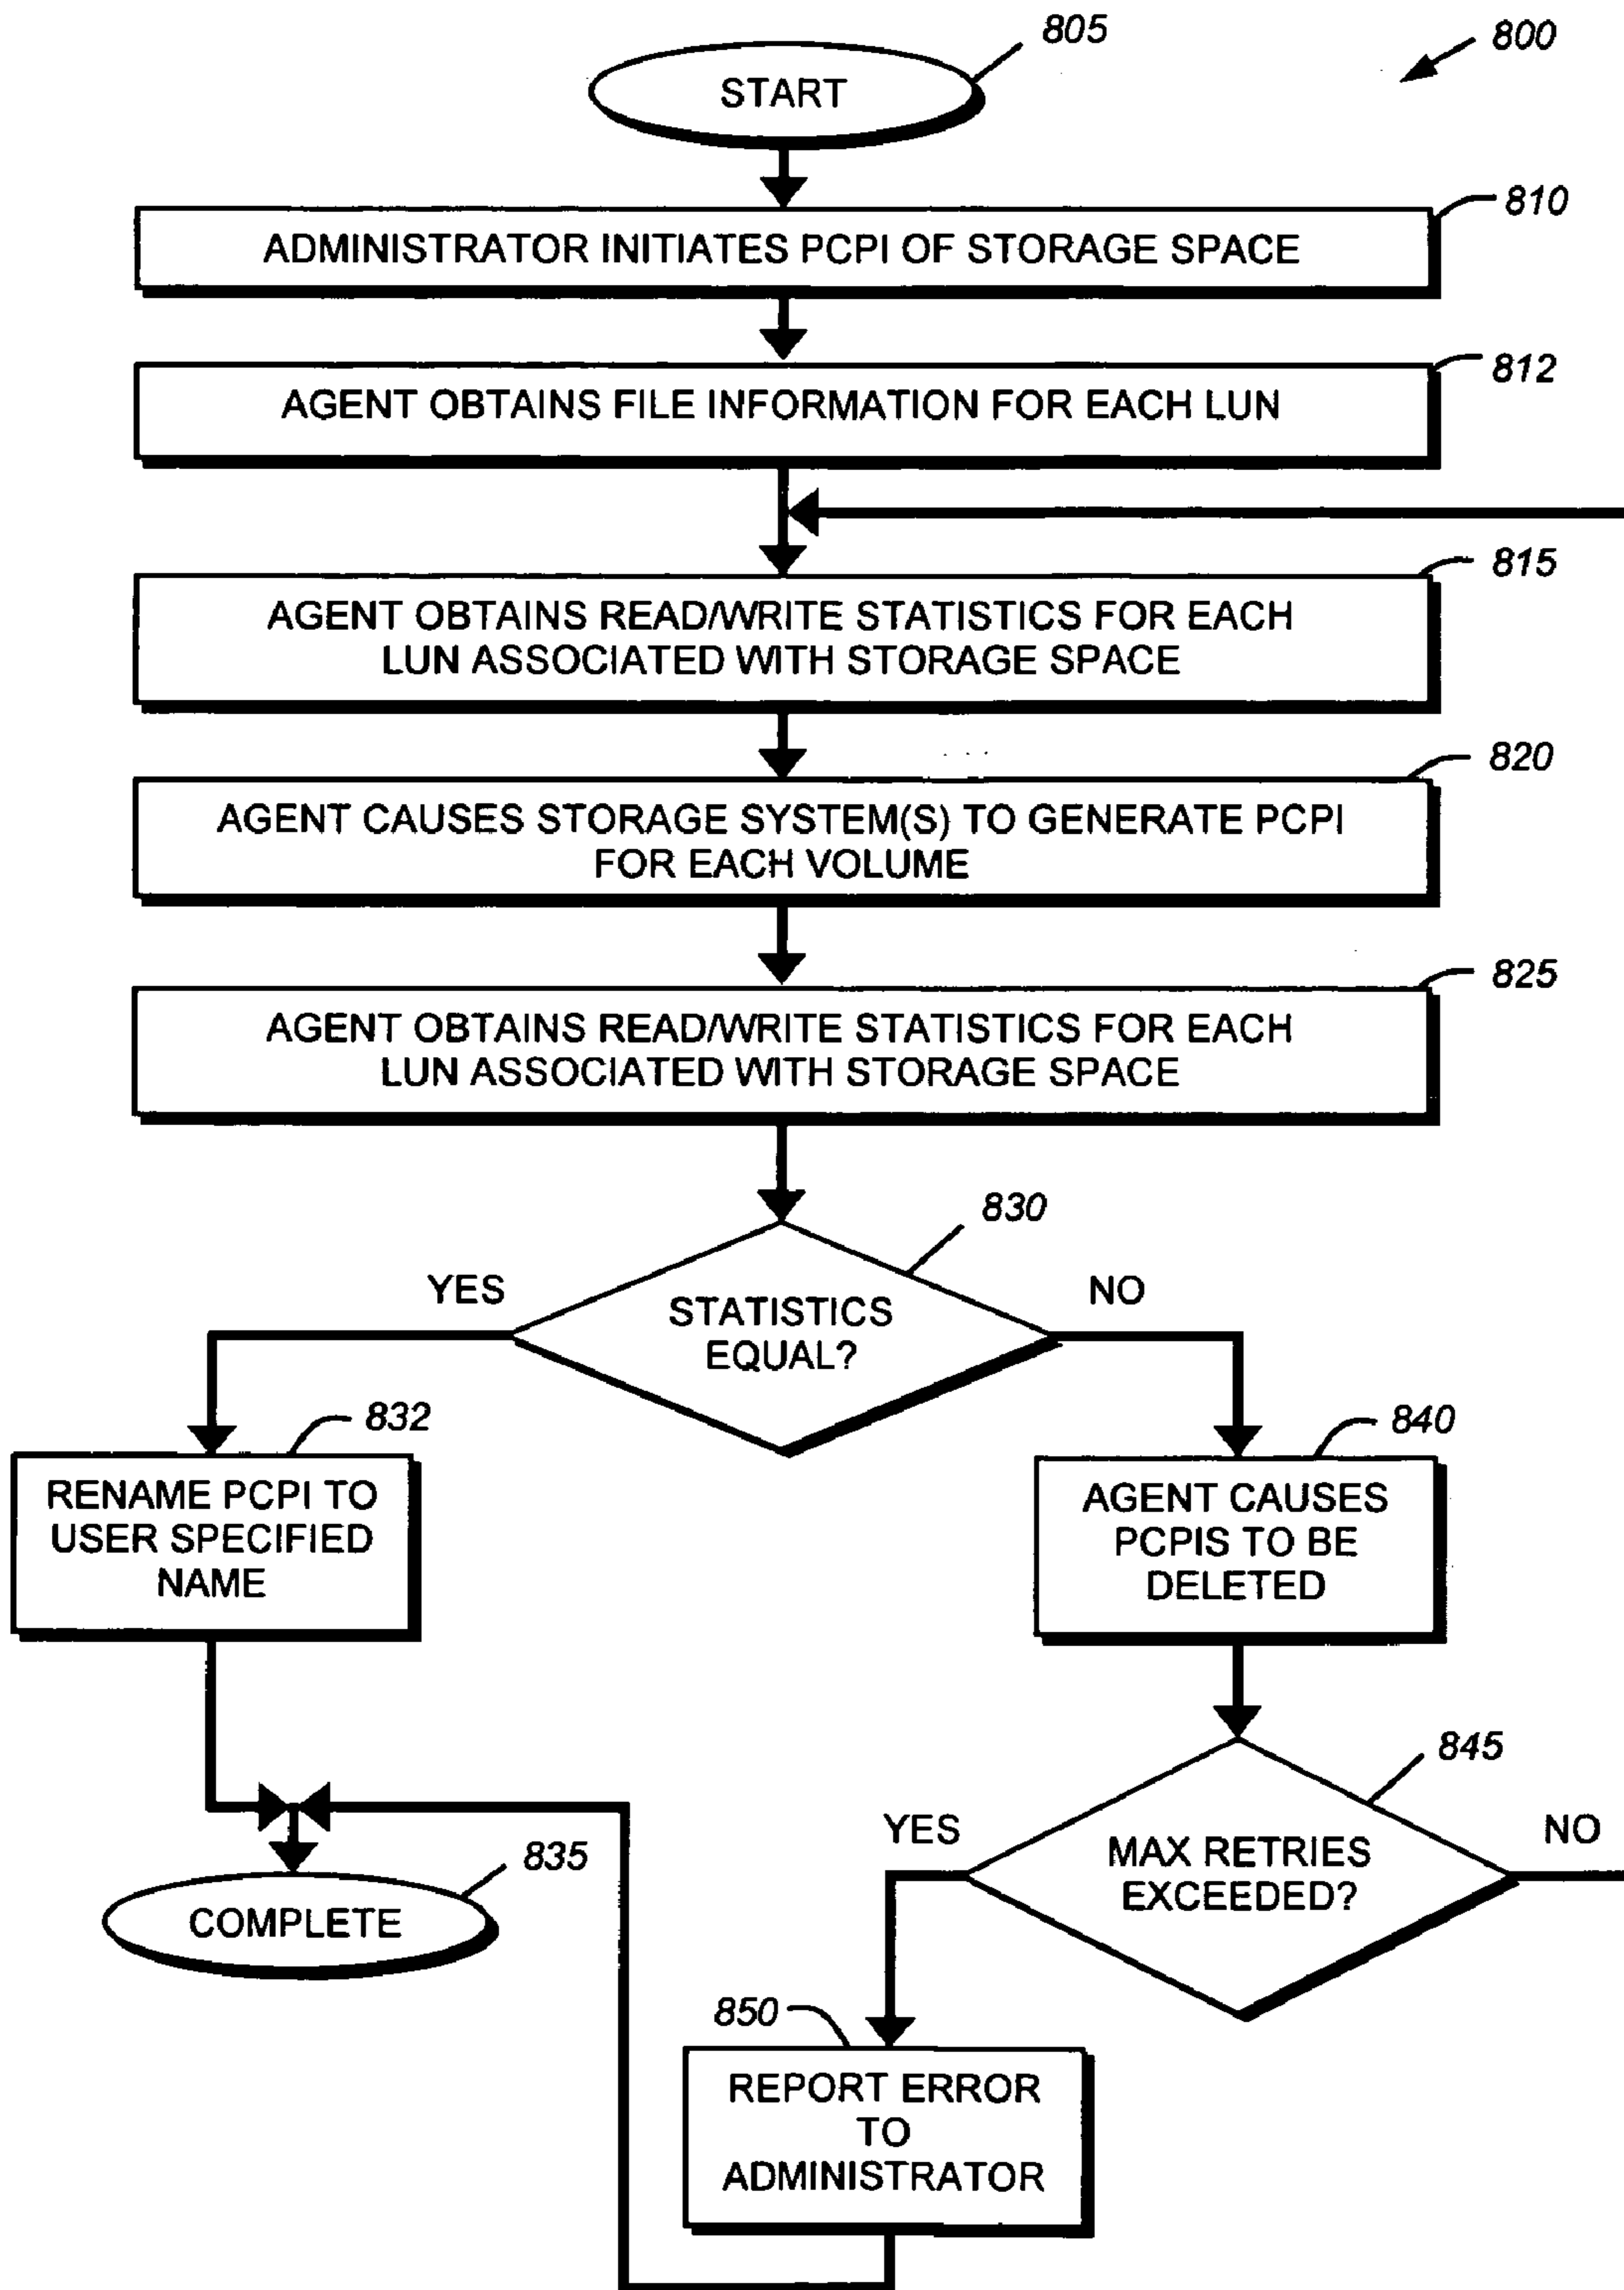 805
800
START
810
ADMINISTRATOR INITIATES PCPI OF STORAGE SPACE
812
AGENT OBTAINS FILE INFORMATION FOR EACH LUN
815
AGENT OBTAINS READ/WRITE STATISTICS FOR EACH
LUN ASSOCIATED WITH STORAGE SPACE
820
AGENT CAUSES STORAGE SYSTEM(S) TO GENERATE PCPI
FOR EACH VOLUME
825
AGENT OBTAINS READ/WRITE STATISTICS FOR EACH
LUN ASSOCIATED WITH STORAGE SPACE
830
YES
NO
STATISTICS
EQUAL?
832
RENAME PCPI TO
USER SPECIFIED
NAME
840
AGENT CAUSES
PCPIS TO BE
DELETED
845
YES
NO
MAX RETRIES
EXCEEDED?
835
COMPLETE
850
REPORT ERROR
TO
ADMINISTRATOR